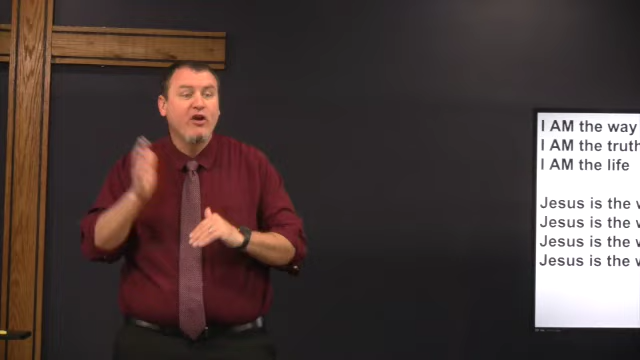 I AM the way
I AM the truth
I AM the life
Jesus is the
Jesus is the
Jesus is the
Jesus is the